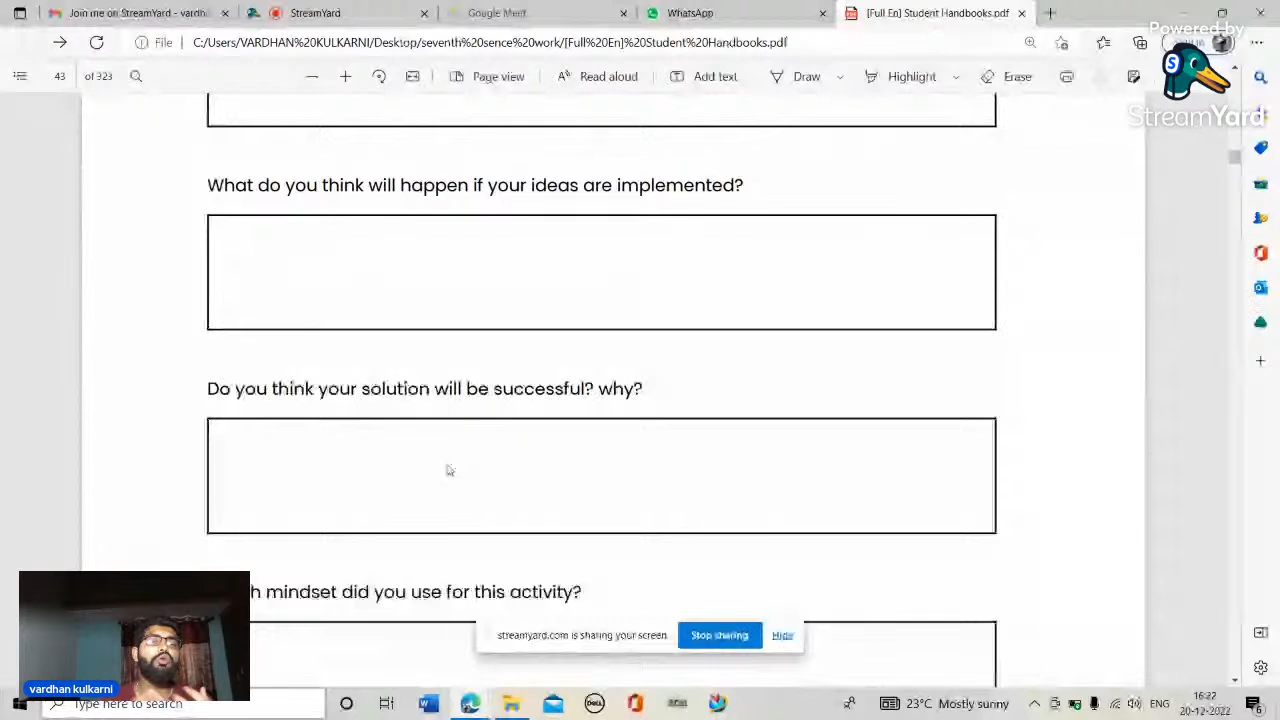 Join me on StreamYard
StreamYard
Google Meet
WhatsApp
[Full En] Student Handbooks.pdf
Powered by
StreamYard
File
C:/Users/VARDHAN%20KULKARNI/Desktop/seventh%20
work/[Full%20En]%20Student%20Handbooks.pdf
43 of 323
Page view
Read aloud
Add text
Draw
Highlight
Erase
What do you think will happen if your ideas are implemented?
Do you think your solution will be successful? why?
mindset did you use for this activity?
streamyard.com is sharing your screen.
Stop sharing
Hide
vardhan kulkarni
Type here to search
DELL
23°C Mostly sunny
ENG
16:22
20-12-2022
6